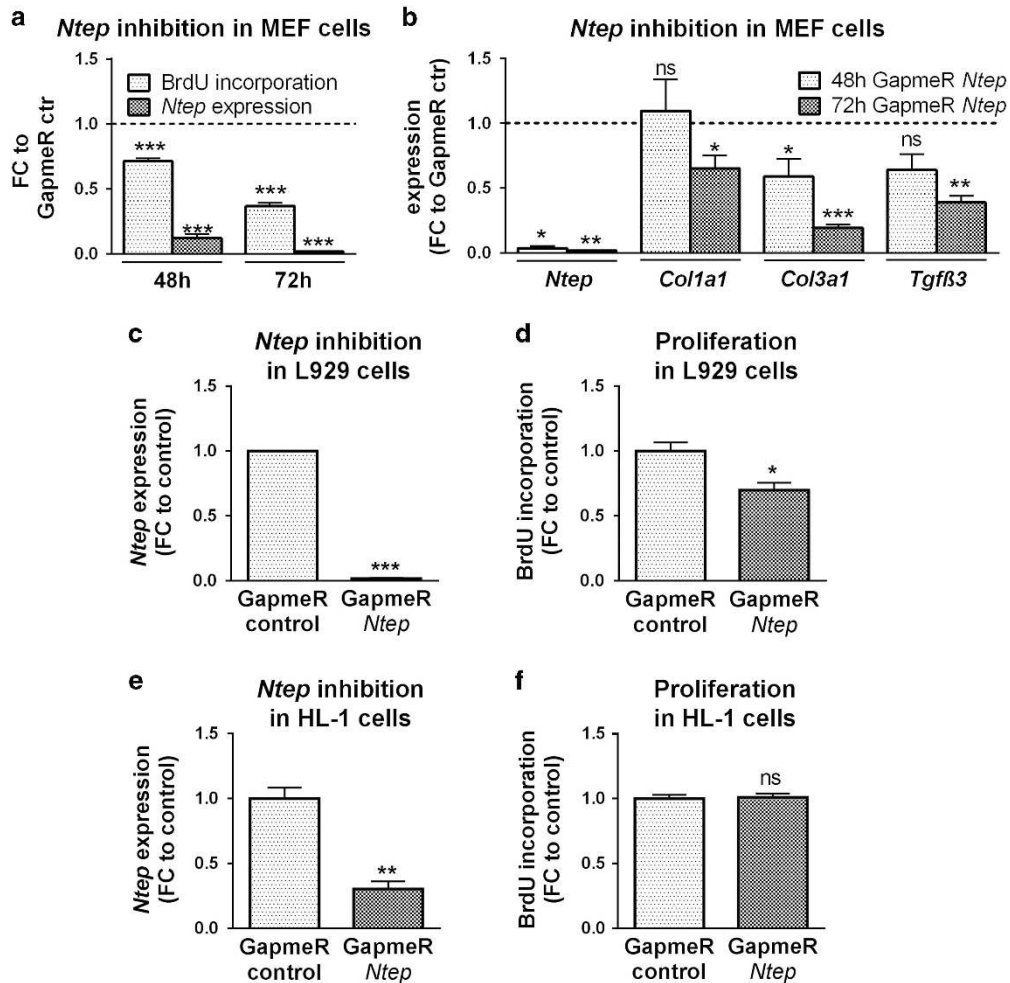 a
Ntep inhibition in MEF cells
1.5
1.0
0.5
0.0
FC to
GapmeR ctr
BrdU incorporation
Ntep expression
***
***
***
***
48h
72h
b
Ntep inhibition in MEF cells
1.5
1.0
0.5
0.0
expression
(FC to GapmeR ctr)
48h GapmeR Ntep
72h GapmeR Ntep
*
**
ns
*
*
***
ns
**
Ntep
Col1a1
Col3a1
Tgfß3
c
Ntep inhibition
in L929 cells
1.5
1.0
0.5
0.0
Ntep expression
(FC to control)
***
GapmeR
control
GapmeR
Ntep
d
Proliferation
in L929 cells
1.5
1.0
0.5
0.0
BrdU incorporation
(FC to control)
*
GapmeR
control
GapmeR
Ntep
e
Ntep inhibition
in HL-1 cells
1.5
1.0
0.5
0.0
Ntep expression
(FC to control)
**
GapmeR
control
GapmeR
Ntep
f
Proliferation
in HL-1 cells
1.5
1.0
0.5
0.0
BrdU incorporation
(FC to control)
ns
GapmeR
control
GapmeR
Ntep